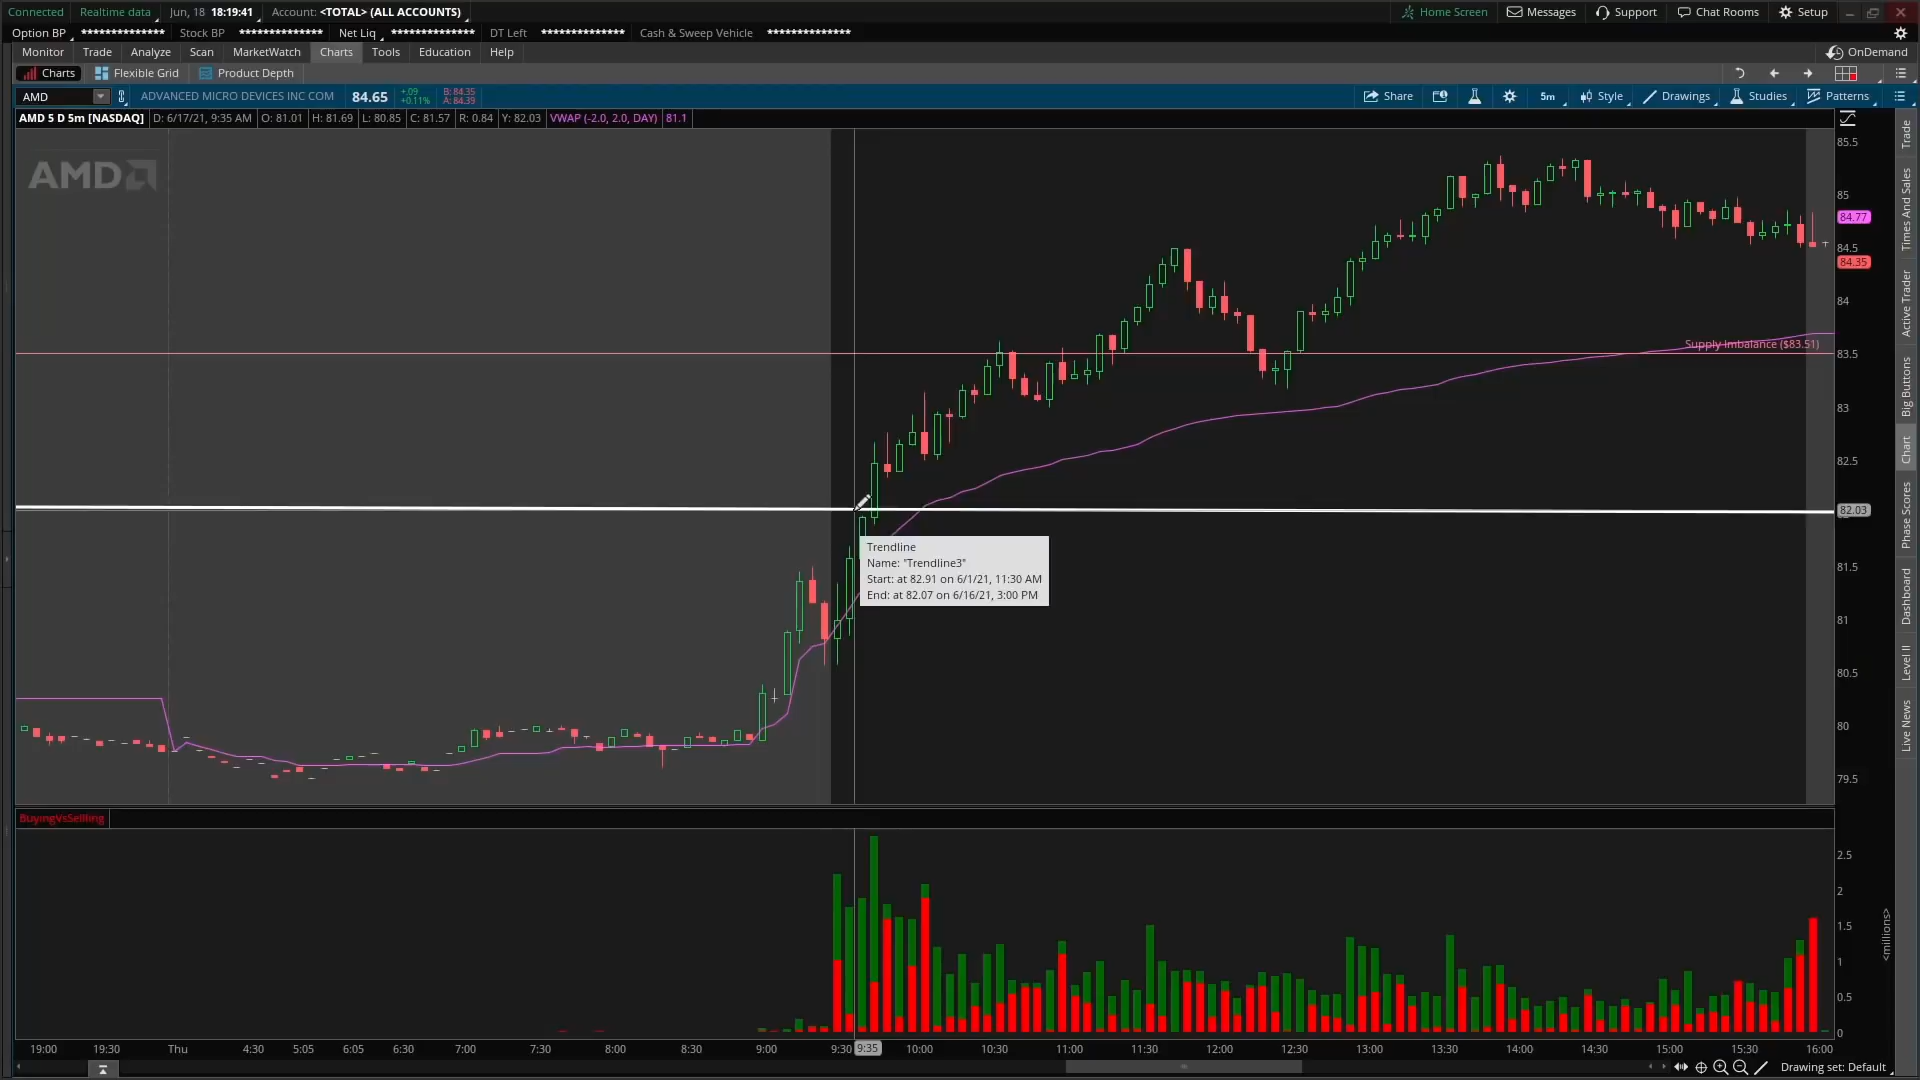 Connected Realtime data Jun, 18 18:19:41 Account: <TOTAL> (ALL ACCOUNTS) Home Screen Messages Support Chat Rooms Setup
Option BP ************** Stock BP ************** Net Liq ************** DT Left ************** Cash & Sweep Vehicle **************
Monitor Trade Analyze Scan MarketWatch Charts Tools Education Help OnDemand
Charts Flexible Grid Product Depth
AMD ADVANCED MICRO DEVICES INC COM 84.65 +.09 +0.11% B: 84.35 A: 84.39 Share 5m Style Drawings Studies Patterns
AMD 5 D 5m [NASDAQ] D: 6/17/21, 9:35 AM O: 81.01 H: 81.69 L: 80.85 C: 81.57 R: 0.84 Y: 82.03 VWAP (-2.0, 2.0, DAY) 81.1
AMD
85.5
85
84.77
84.5
84.35
84
Supply Imbalance ($83.51)
83.5
83
82.5
82.03
Trendline
Name: "Trendline3"
Start: at 82.91 on 6/1/21, 11:30 AM
End: at 82.07 on 6/16/21, 3:00 PM
81.5
81
80.5
80
79.5
BuyingVsSellling
2.5
2
1.5
1
0.5
0
<millions>
19:00 19:30 Thu 4:30 5:05 6:05 6:30 7:00 7:30 8:00 8:30 9:00 9:30 9:35 10:00 10:30 11:00 11:30 12:00 12:30 13:00 13:30 14:00 14:30 15:00 15:30 16:00
Drawing set: Default
Trade
Times And Sales
Active Trader
Big Buttons
Chart
Phase Scores
Dashboard
Level II
Live News